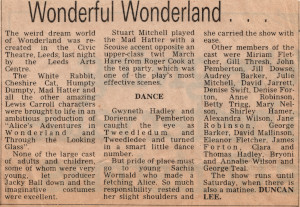 Wonderful Wonderland . . .
The weird dream world
of Wonderland was re-
created in the Civic
Theatre, Leeds, last night
by the Leeds Arts
Centre.
The White Rabbit,
Cheshire Cat, Humpty
Dumpty, Mad Hatter and
all the other amazing
Lewis Carroll characters
were brought to life in an
ambitious production of
"Alice's Adventures in
Wonderland and
Through the Looking
Glass".
None of the large cast
of adults and children,
some of whom were very
young, let producer
Jacky Ball down and the
imaginative costumes
were excellent.
Stuart Mitchell played
the Mad Hatter with a
Scouse accent opposite an
upper-class twit March
Hare from Roger Cook at
the tea party, which was
one of the play's most
effective scenes.
DANCE
Gwyneth Hadley and
Dorienne Pemberton
caught the eye as
Tweedledum and
Tweedledee and turned
in a smart little dance
number.
But pride of place must
go to young Sachia
Wormald who made a
fetching Alice. So much
responsibility rested on
her slight shoulders and
she carried the show with
ease.
Other members of the
cast were Miriam Flet-
cher, Gill Thresh, John
Pemberton, Jill Dowse,
Audrey Barker, Julie
Mitchell, David Jarrett,
Denise Swift, Denise For-
ton, Anne Robinson,
Betty Trigg, Mary Nel-
son, Shirley Blaner,
Alexandra Wilson, Jane
Robinson, George
Barker, David Mallinson,
Eleanor Fletcher, James
Forton, Clara and
Thomas Hadley, Bryony
and Annabe Wilson and
George Teal.
The show runs until
Saturday, when there is
also a matinee. DUNCAN
LEE.